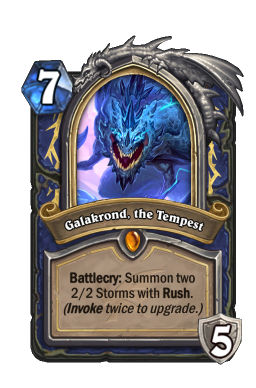 7
Galakrond, the Tempest
Battlecry: Summon two
2/2 Storms with Rush.
(Invoke twice to upgrade.)
5